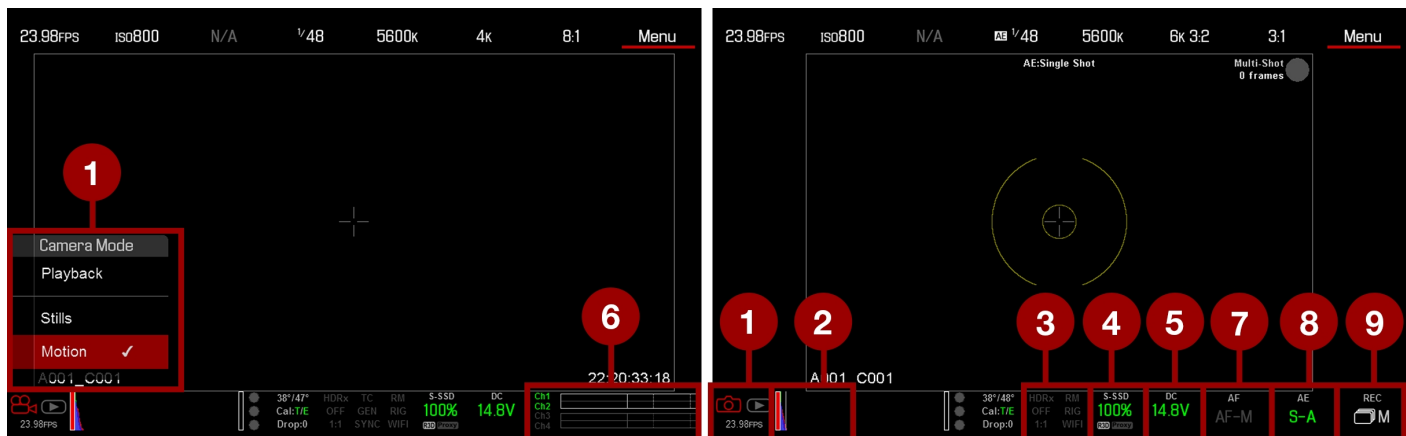 23.98FPS ISO800 N/A 1/48 5600K 4K 8:1 Menu
1
Camera Mode
Playback
Stills
Motion ✓
A001_C001
6
22:20:33:18
23.98FPS
38°/47°
Cal:T/E
Drop:0
HDRx TC RM
OFF GEN RIG
1:1 SYNC WIFI
S-SSD
100%
R3D Proxy
DC
14.8V
Ch1
Ch2
Ch3
Ch4
23.98FPS ISO800 N/A AE 1/48 5600K 6K 3:2 3:1 Menu
AE:Single Shot
Multi-Shot
0 frames
1 2 3 4 5 7 8 9
A001_C001
23.98FPS
38°/48°
Cal:T/E
Drop:0
HDRx RM
OFF RIG
1:1 WIFI
S-SSD
100%
R3D Proxy
DC
14.8V
AF
AF-M
AE
S-A
REC
M